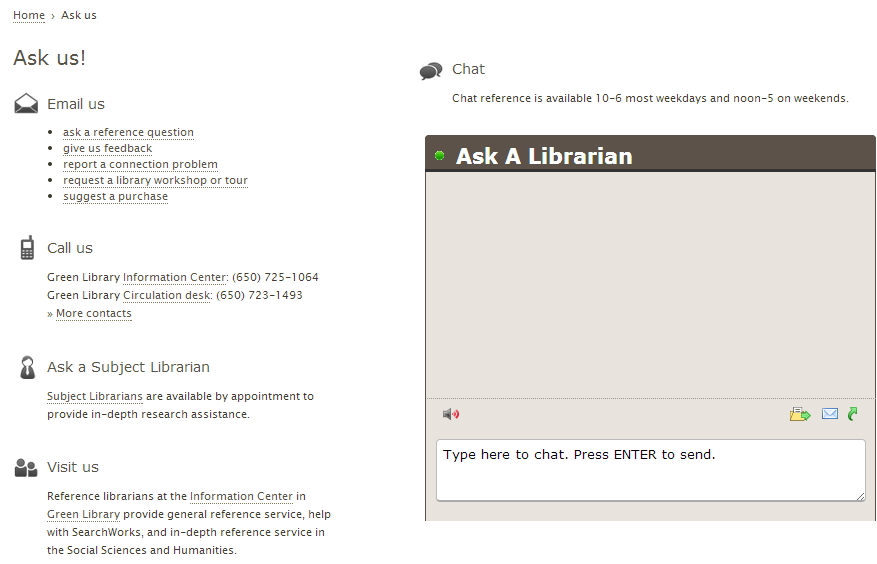 Home › Ask us
Ask us!
Email us
• ask a reference question
• give us feedback
• report a connection problem
• request a library workshop or tour
• suggest a purchase
Call us
Green Library Information Center: (650) 725-1064
Green Library Circulation desk: (650) 723-1493
» More contacts
Ask a Subject Librarian
Subject Librarians are available by appointment to
provide in-depth research assistance.
Visit us
Reference librarians at the Information Center in
Green Library provide general reference service, help
with SearchWorks, and in-depth reference service in
the Social Sciences and Humanities.
Chat
Chat reference is available 10-6 most weekdays and noon-5 on weekends.
Ask A Librarian
Type here to chat. Press ENTER to send.